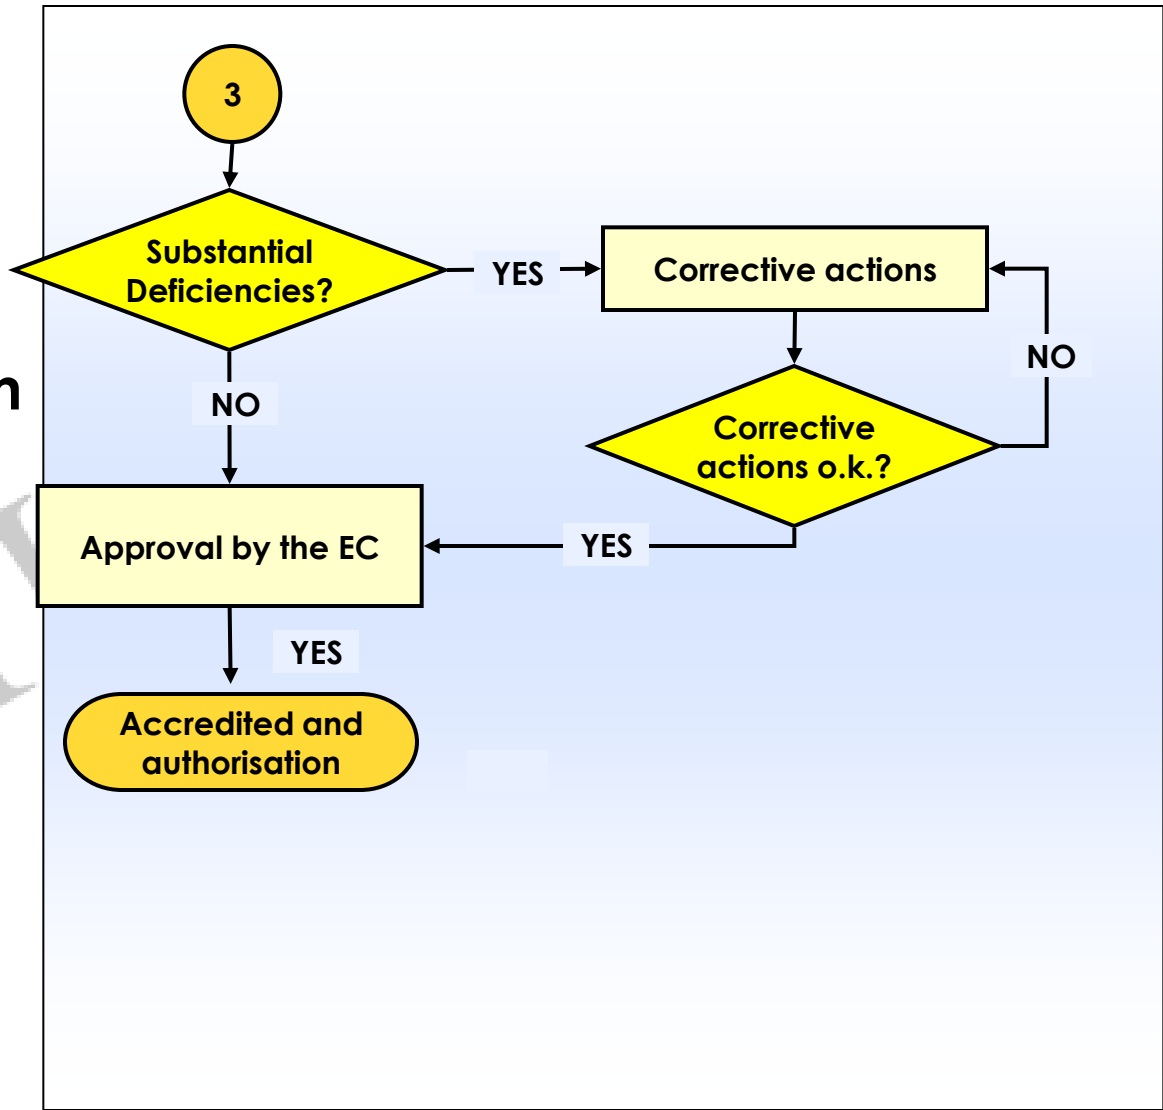 3
Substantial
Deficiencies?
YES
Corrective actions
NO
NO
Corrective
actions o.k.?
Approval by the EC
YES
YES
Accredited and
authorisation